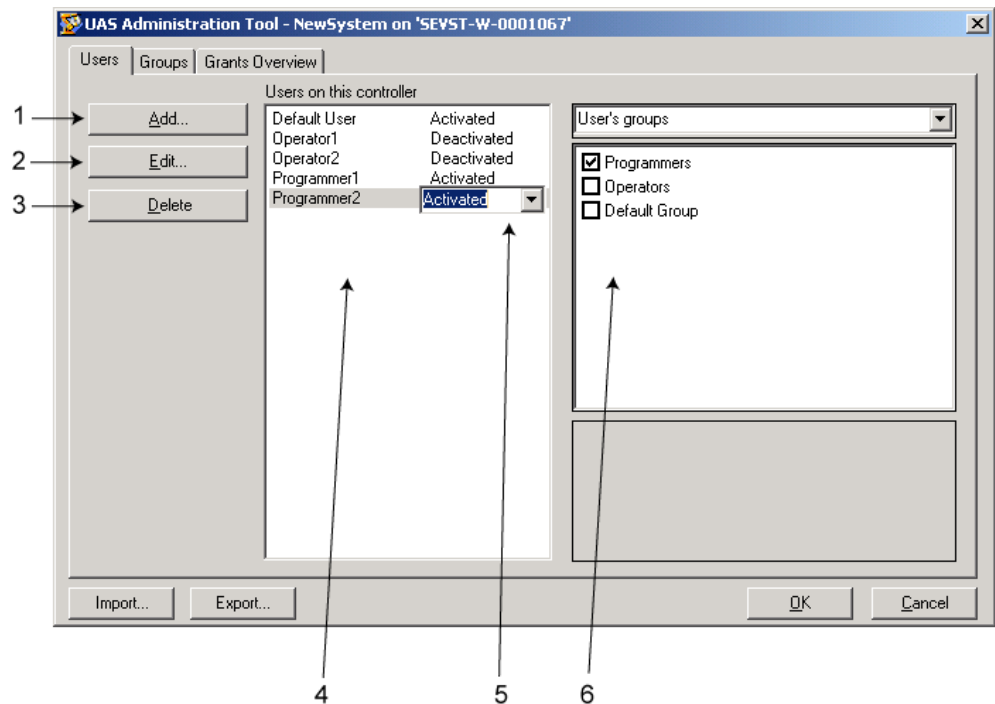 UAS Administration Tool - NewSystem on 'SEVST-W-0001067'
Users Groups Grants Overview
Users on this controller
1 Add...
2 Edit...
3 Delete
Default User Activated
Operator1 Deactivated
Operator2 Deactivated
Programmer1 Activated
Programmer2 Activated
User's groups
Programmers
Operators
Default Group
Import... Export... OK Cancel
4 5 6